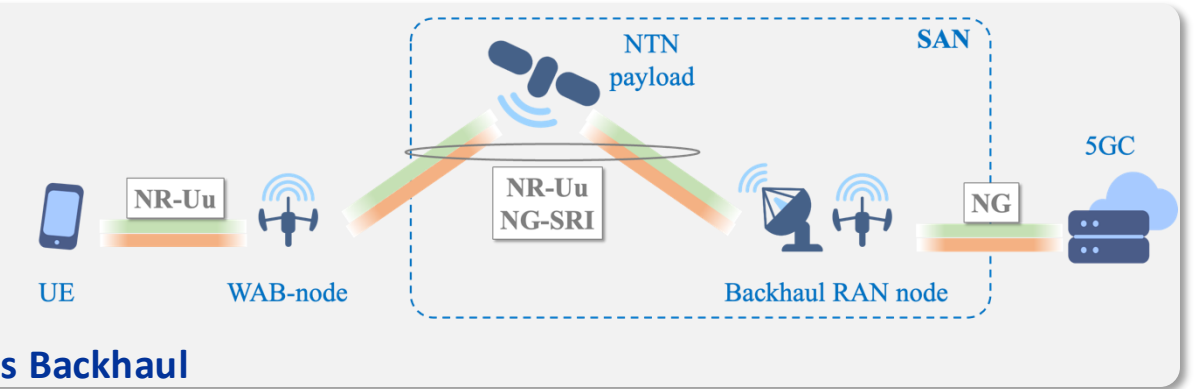 NTN
payload
SAN
5GC
NR-Uu
NR-Uu
NG-SRI
NG
UE
WAB-node
Backhaul RAN node
s Backhaul